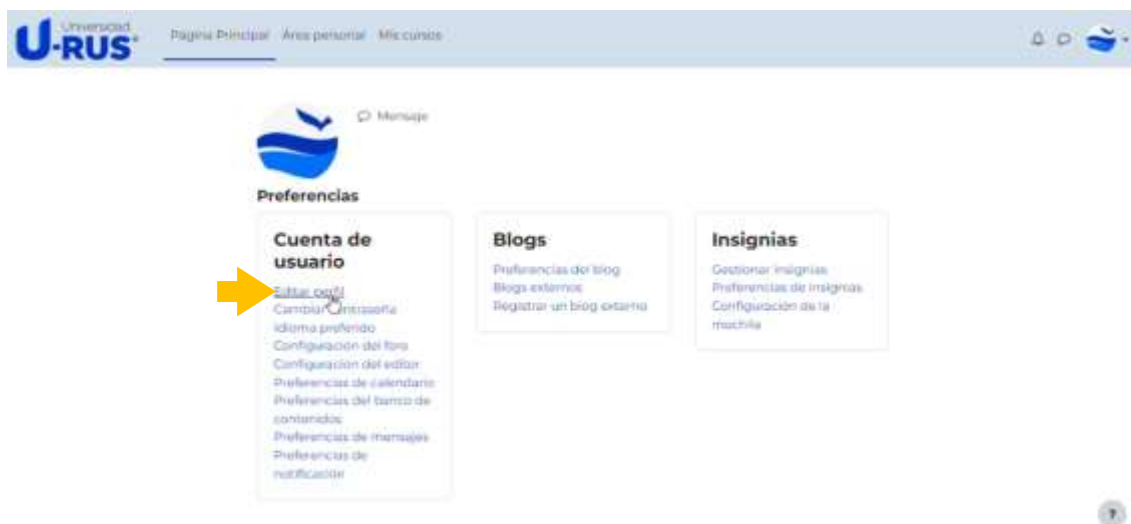 Universidad
U-RUS
Página Principal Área personal Mis cursos
Mensaje
Preferencias
Cuenta de
usuario
Editar perfil
Cambiar contraseña
Idioma preferido
Configuración del foro
Configuración del editor
Preferencias de calendario
Preferencias del banco de
contenidos
Preferencias de mensajes
Preferencias de
notificación
Blogs
Preferencias del blog
Blogs externos
Registrar un blog externo
Insignias
Gestionar insignias
Preferencias de insignias
Configuración de la
mochila
?